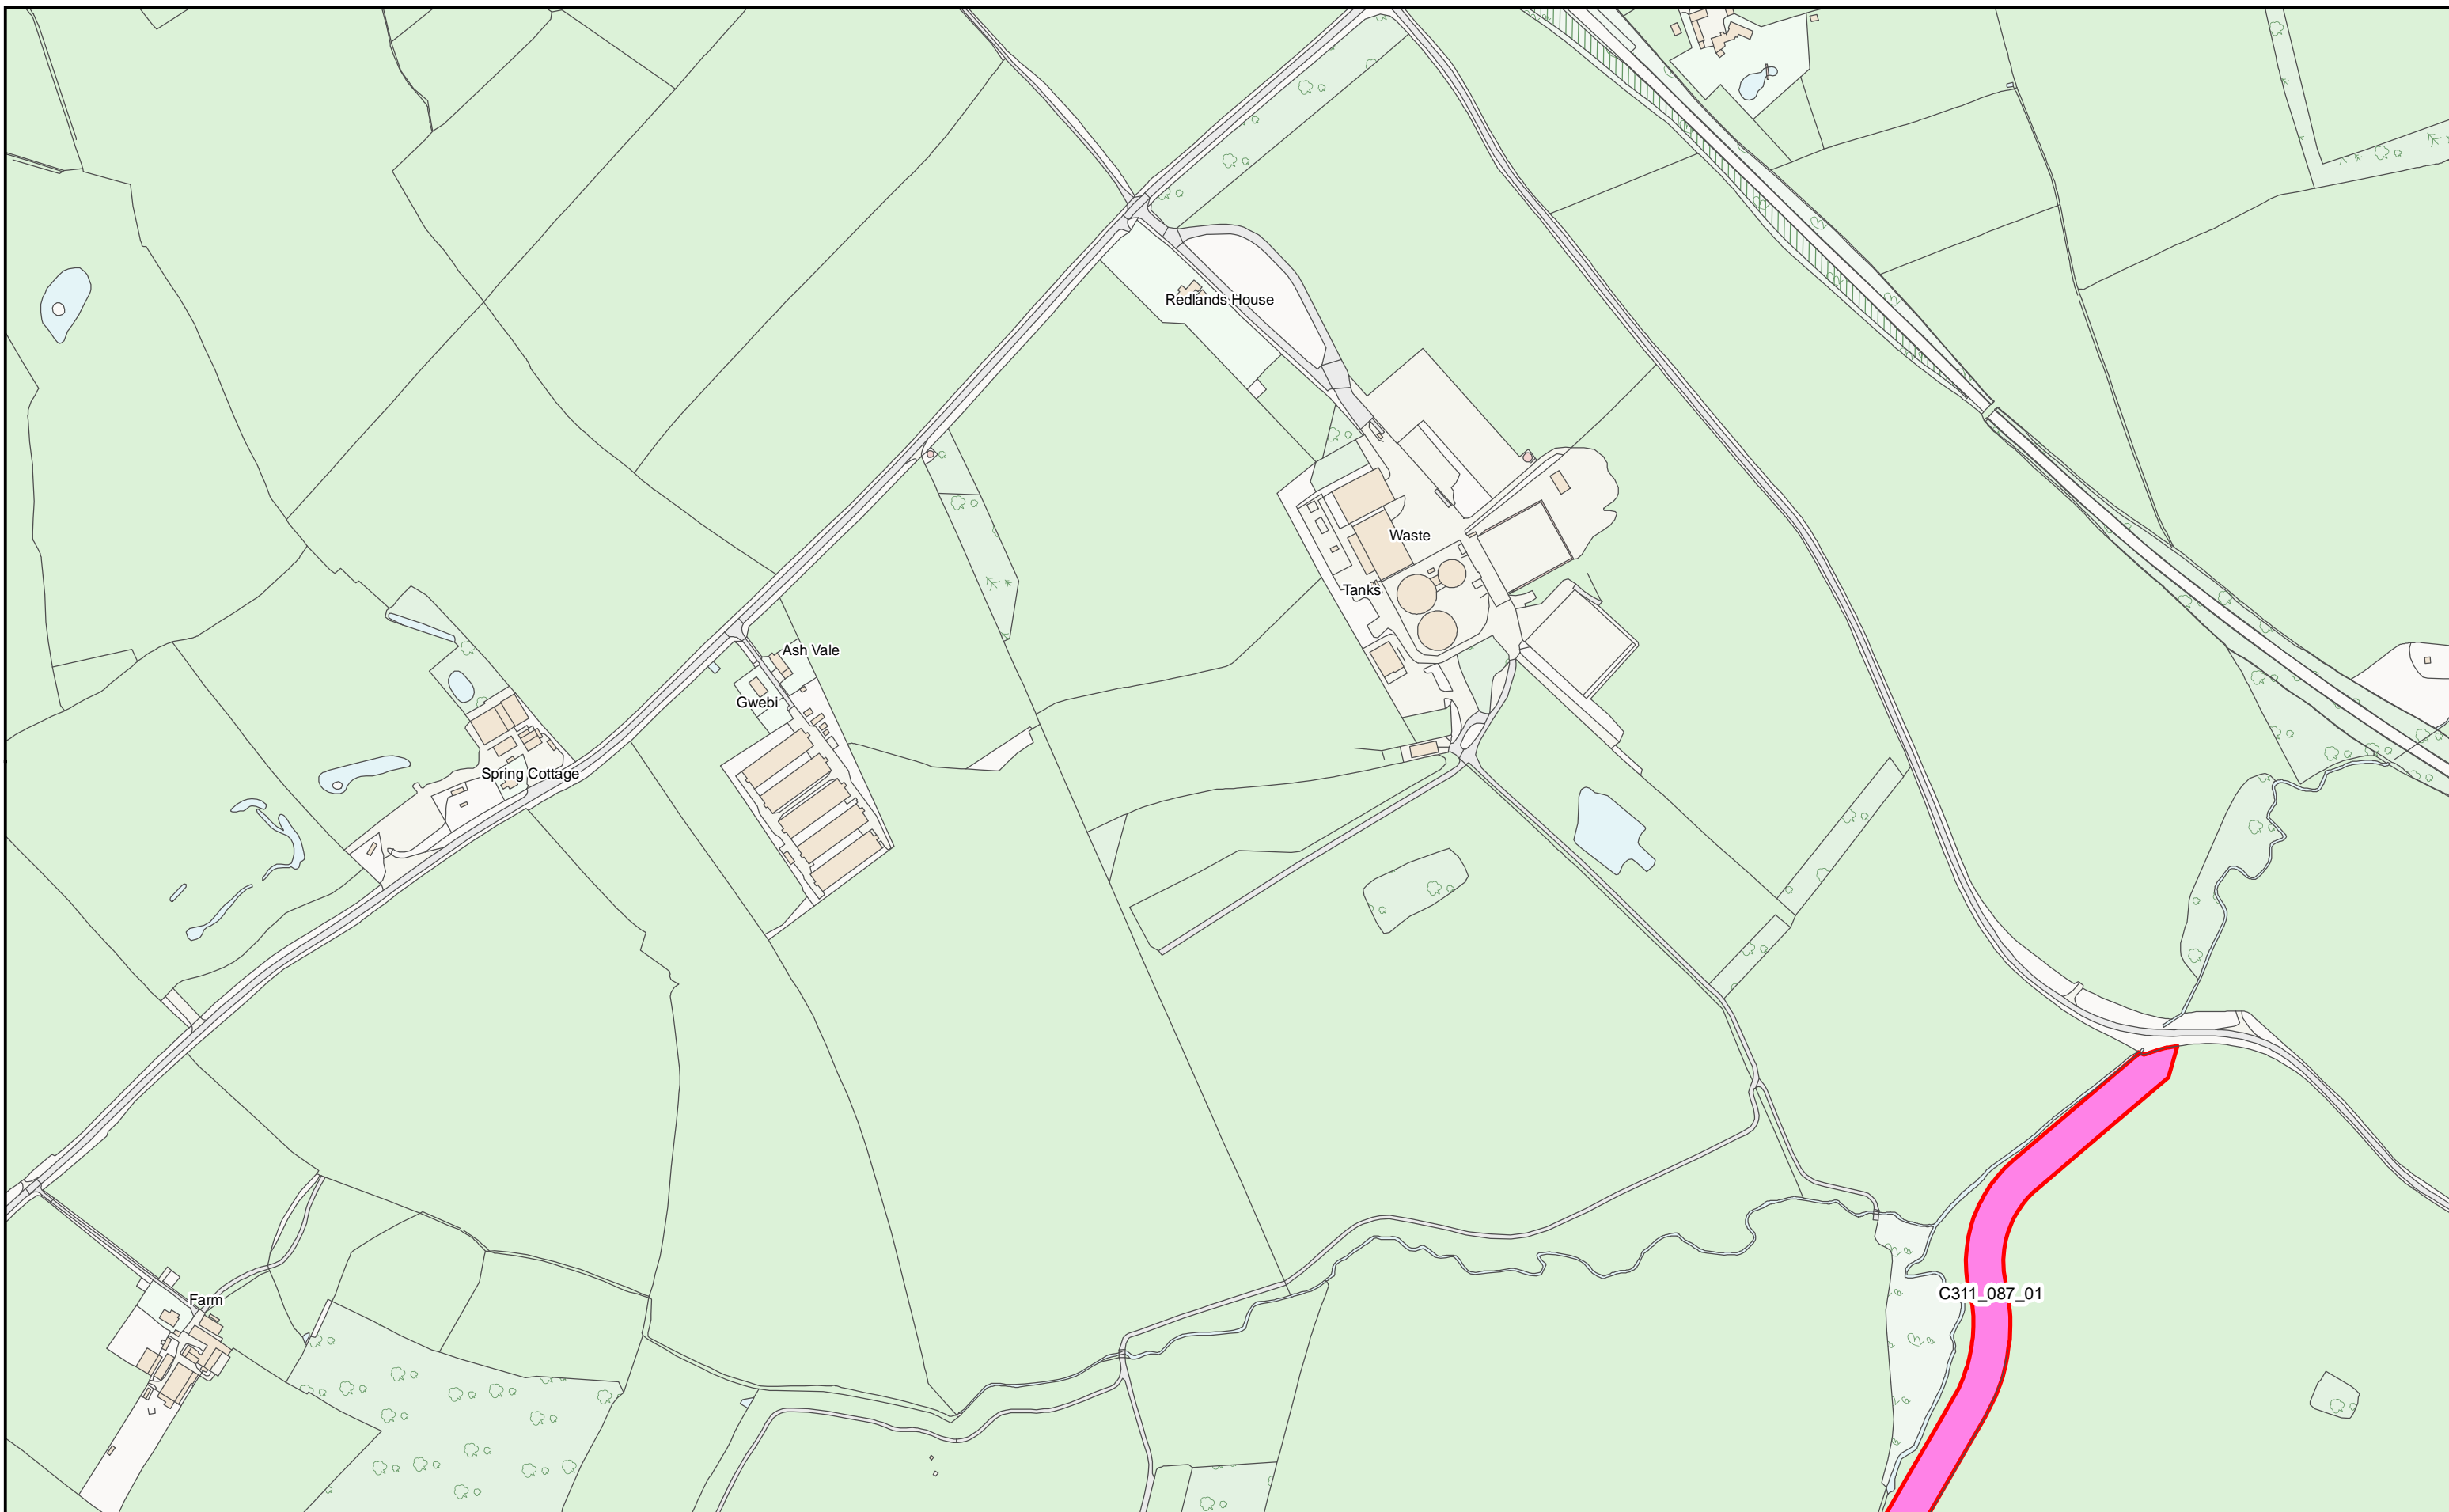 Redlands House
Waste
Tanks
Ash Vale
Gwebi
Spring Cottage
C311_087_01
Farm